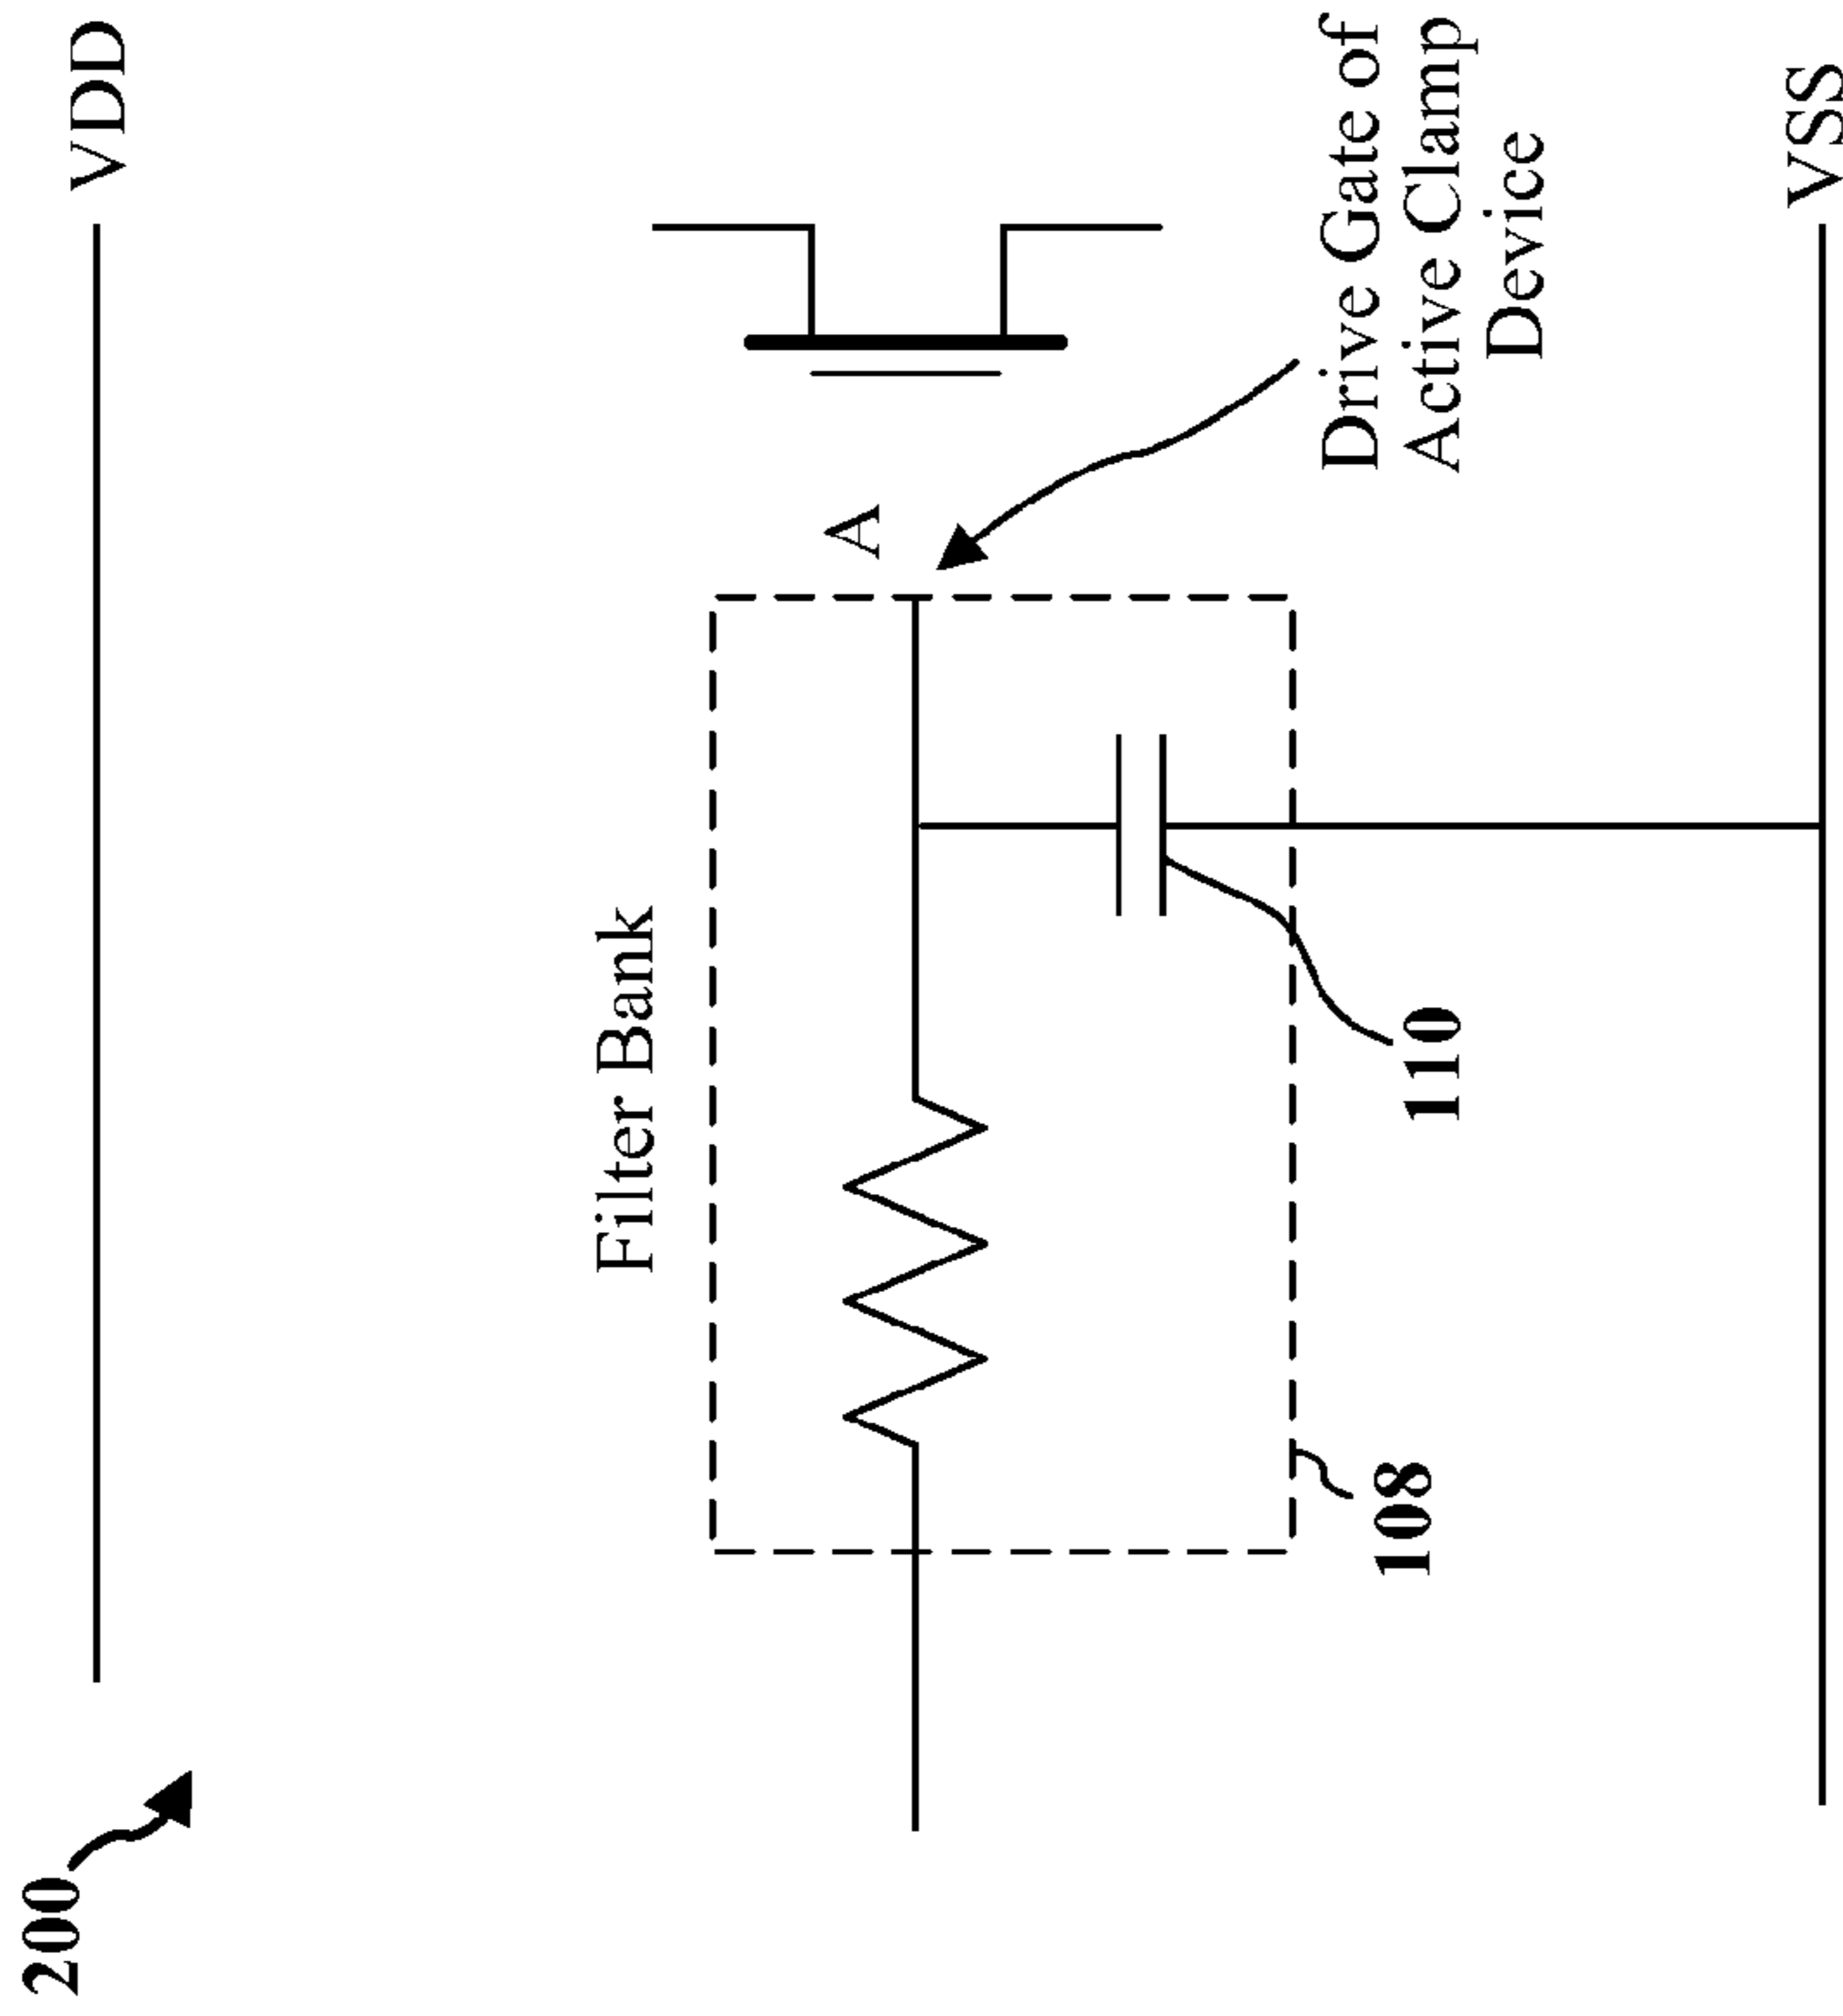 200
VDD
Filter Bank
A
Drive Gate of
Active Clamp
Device
110
108
VSS